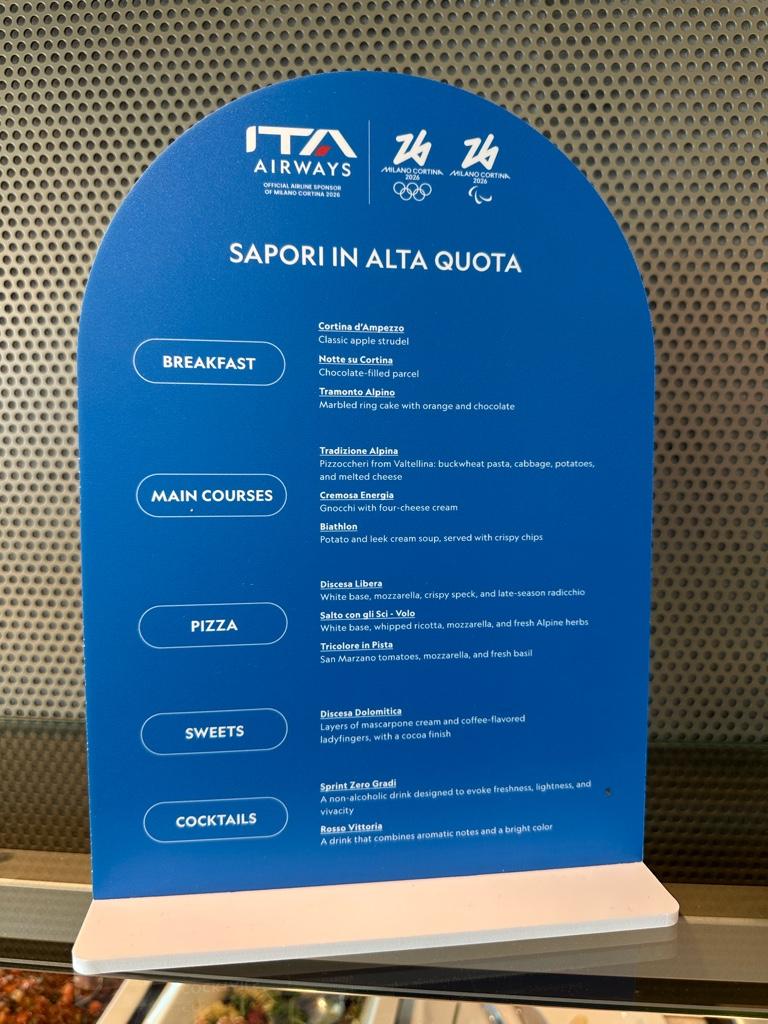 ITA
AIRWAYS
OFFICIAL AIRLINE SPONSOR
OF MILANO CORTINA 2026
26
MILANO CORTINA
2026
26
MILANO CORTINA
2026
SAPORI IN ALTA QUOTA
BREAKFAST
Cortina d'Ampezzo
Classic apple strudel
Notte su Cortina
Chocolate-filled parcel
Tramonto Alpino
Marbled ring cake with orange and chocolate
MAIN COURSES
Tradizione Alpina
Pizzoccheri from Valtellina: buckwheat pasta, cabbage, potatoes,
and melted cheese
Cremosa Energia
Gnocchi with four-cheese cream
Biathlon
Potato and leek cream soup, served with crispy chips
PIZZA
Discesa Libera
White base, mozzarella, crispy speck, and late-season radicchio
Salto con gli Sci - Volo
White base, whipped ricotta, mozzarella, and fresh Alpine herbs
Tricolore in Pista
San Marzano tomatoes, mozzarella, and fresh basil
SWEETS
Discesa Dolomitica
Layers of mascarpone cream and coffee-flavored
ladyfingers, with a cocoa finish
COCKTAILS
Sprint Zero Gradi
A non-alcoholic drink designed to evoke freshness, lightness, and
vivacity
Rosso Vittoria
A drink that combines aromatic notes and a bright color